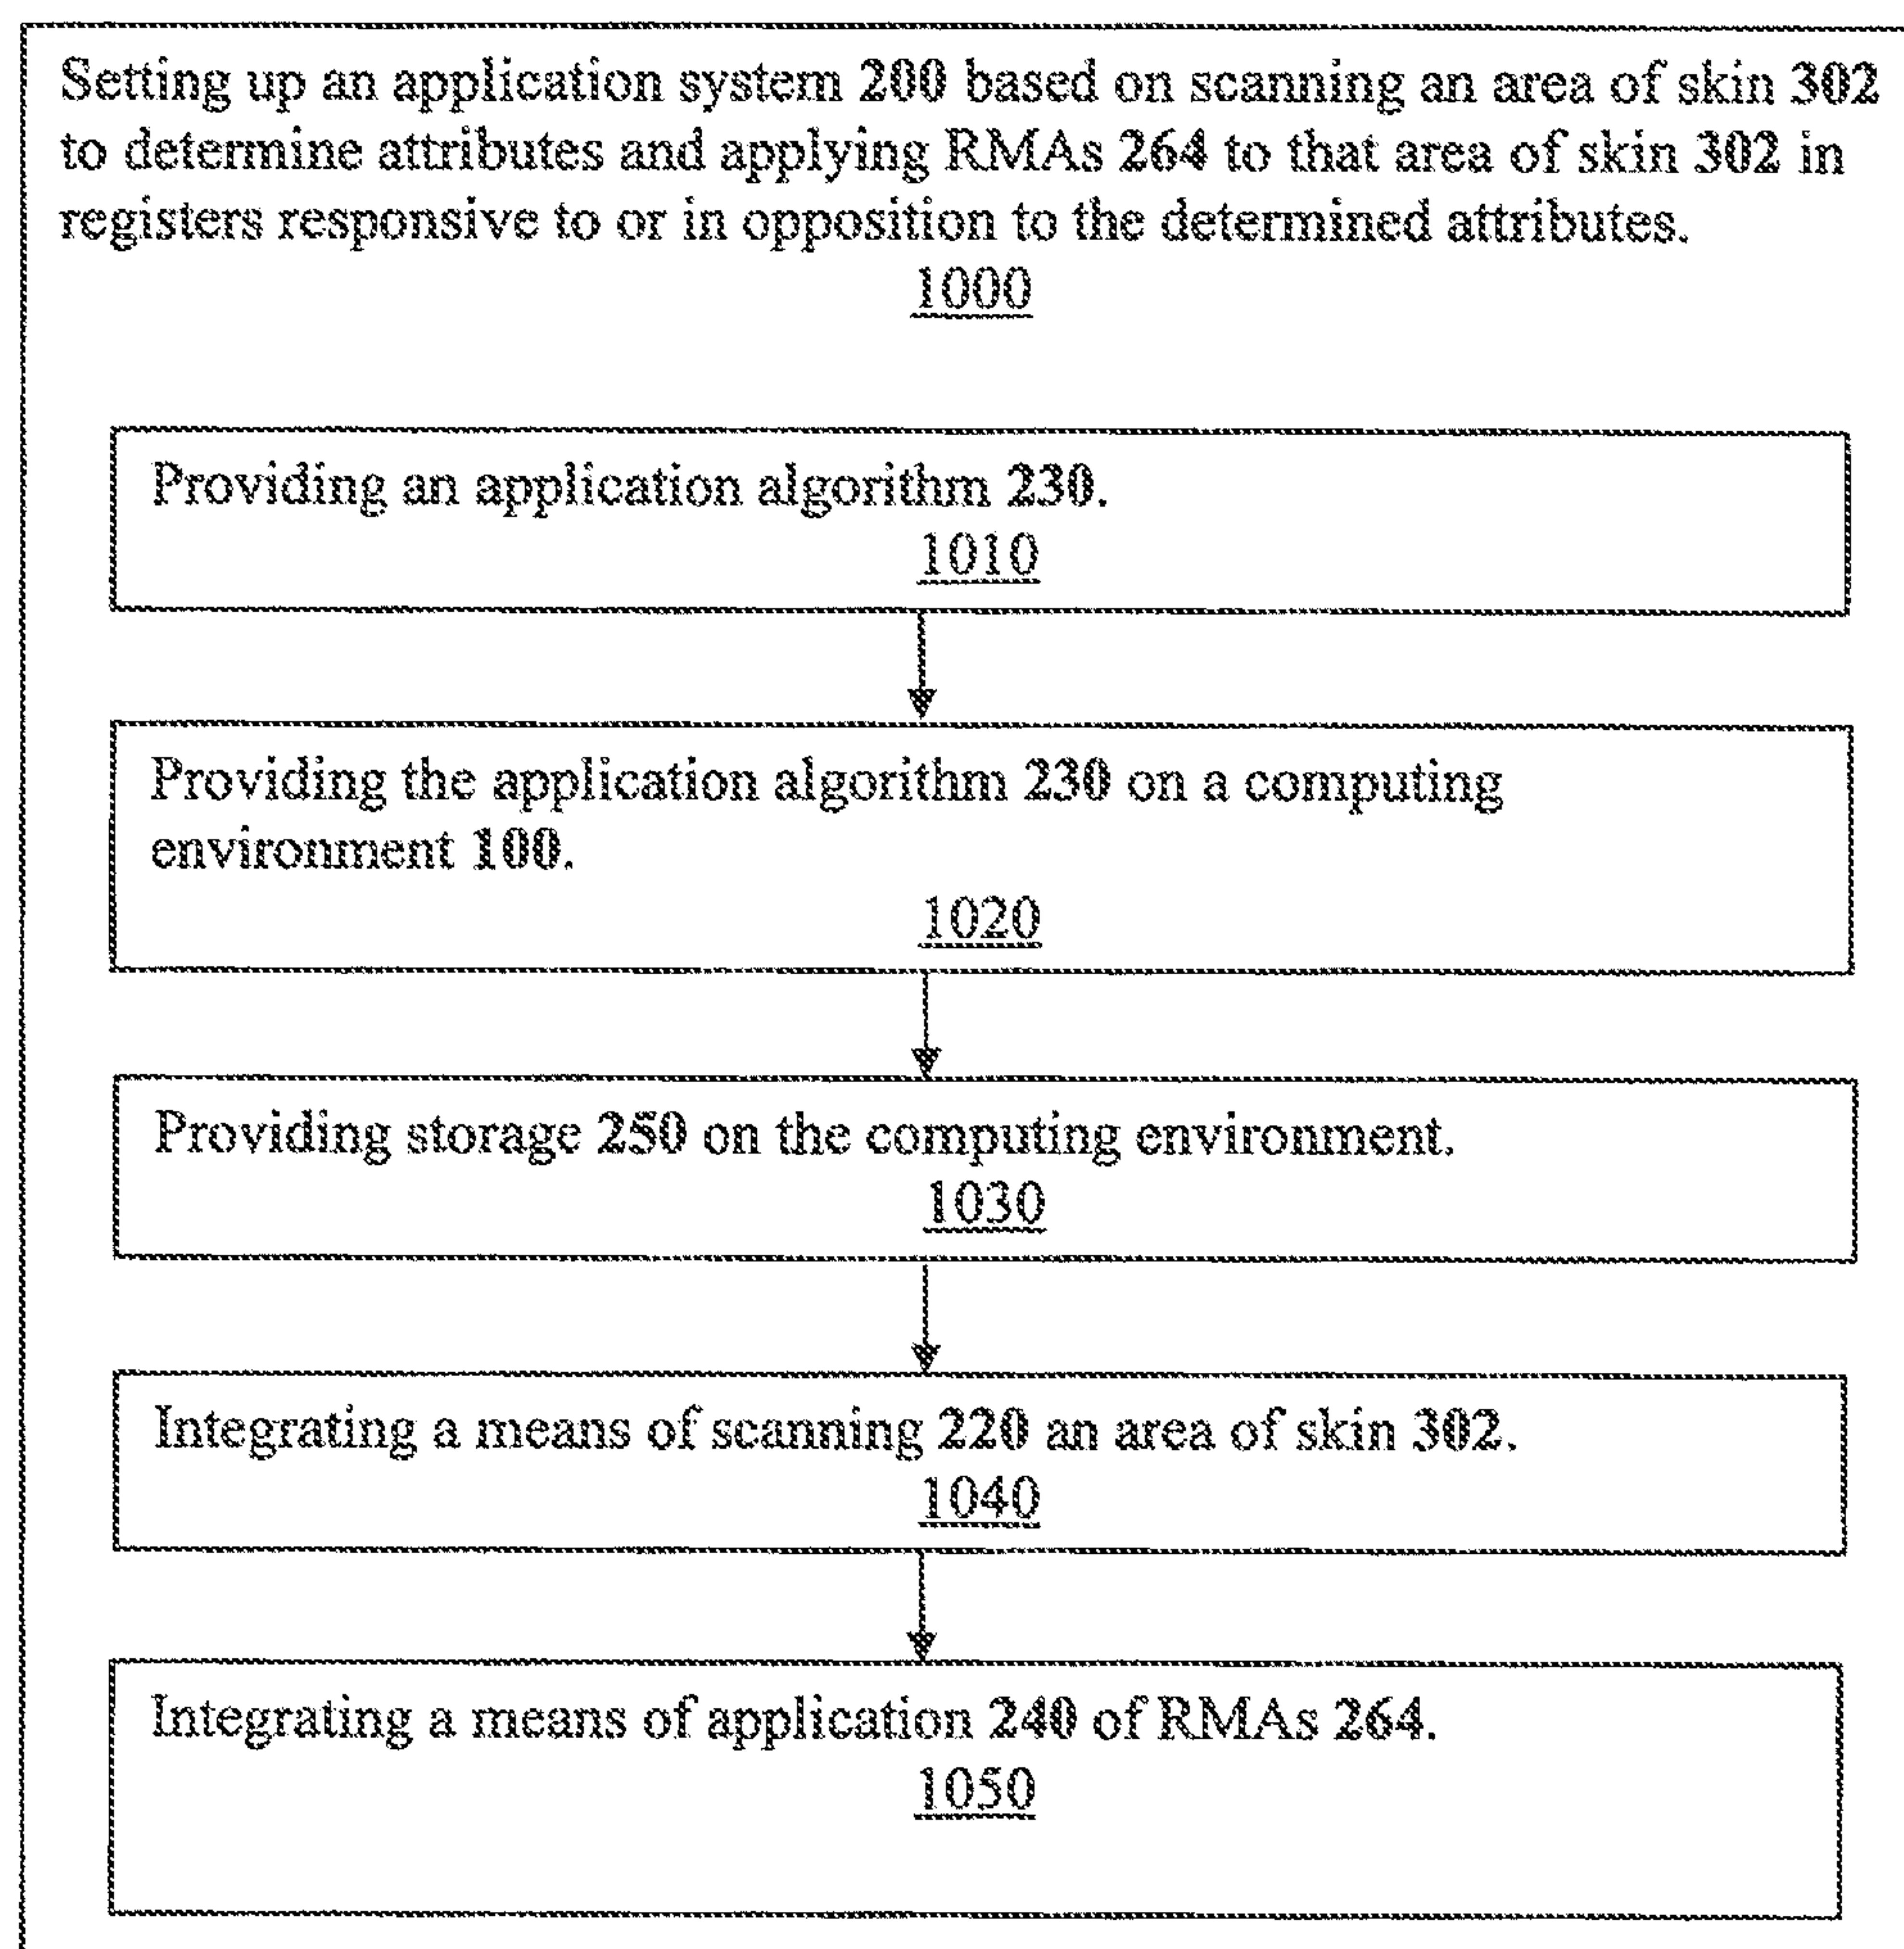 Setting up an application system 200 based on scanning an area of skin 302
to determine attributes and applying RMAs 264 to that area of skin 302 in
registers responsive to or in opposition to the determined attributes.
1000
Providing an application algorithm 230.
1010
Providing the application algorithm 230 on a computing
environment 100.
1020
Providing storage 250 on the computing environment.
1030
Integrating a means of scanning 220 an area of skin 302.
1040
Integrating a means of application 240 of RMAs 264.
1050